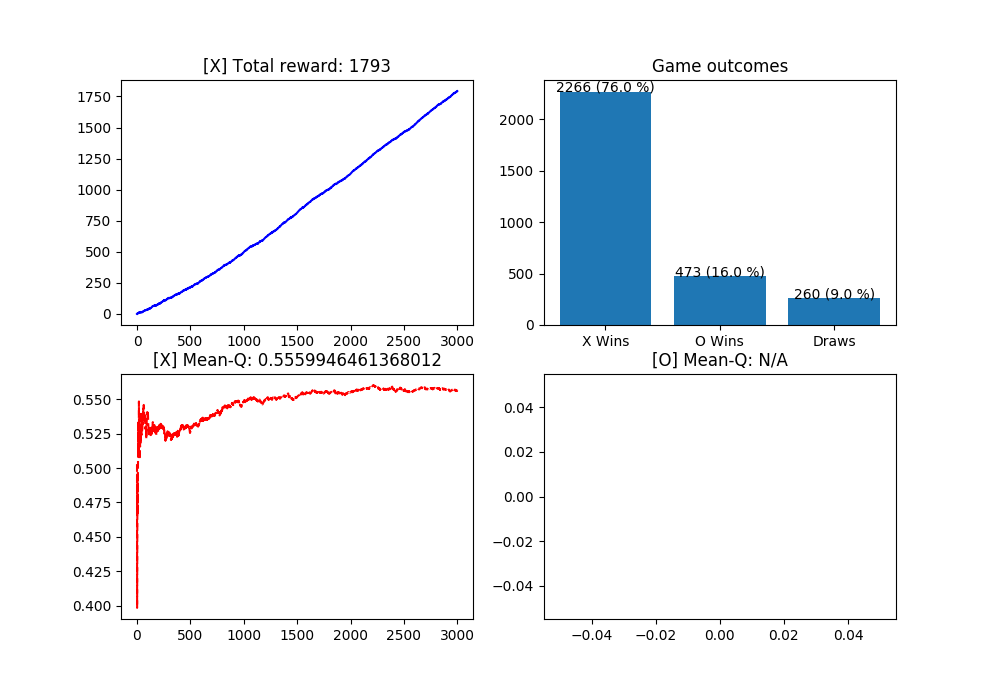 [X] Total reward: 1793
1750
1500
1250
1000
750
500
250
0
0 500 1000 1500 2000 2500 3000
Game outcomes
2266 (76.0 %)
473 (16.0 %)
260 (9.0 %)
2000
1500
1000
500
0
X Wins O Wins Draws
[X] Mean-Q: 0.5559946461368012
0.550
0.525
0.500
0.475
0.450
0.425
0.400
0 500 1000 1500 2000 2500 3000
[O] Mean-Q: N/A
0.04
0.02
0.00
−0.02
−0.04
−0.04 −0.02 0.00 0.02 0.04